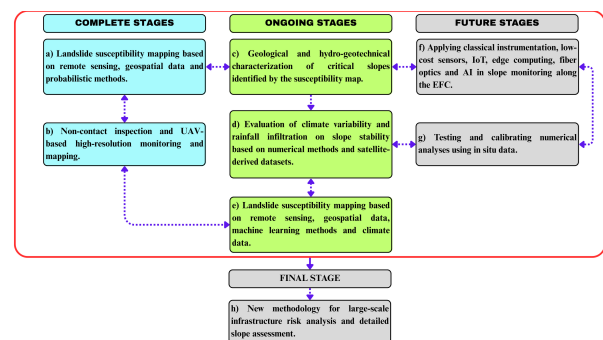 COMPLETE STAGES
a) Landslide susceptibility mapping based
on remote sensing, geospatial data and
probabilistic methods.
b) Non-contact inspection and UAV-
based high-resolution monitoring and
mapping.
ONGOING STAGES
c) Geological and hydro-geotechnical
characterization of critical slopes
identified by the susceptibility map.
d) Evaluation of climate variability and
rainfall infiltration on slope stability
based on numerical methods and satellite-
derived datasets.
e) Landslide susceptibility mapping based
on remote sensing, geospatial data,
machine learning methods and climate
data.
FUTURE STAGES
f) Applying classical instrumentation, low-
cost sensors, IoT, edge computing, fiber
optics and AI in slope monitoring along
the EFC.
g) Testing and calibrating numerical
analyses using in situ data.
FINAL STAGE
h) New methodology for large-scale
infrastructure risk analysis and detailed
slope assessment.